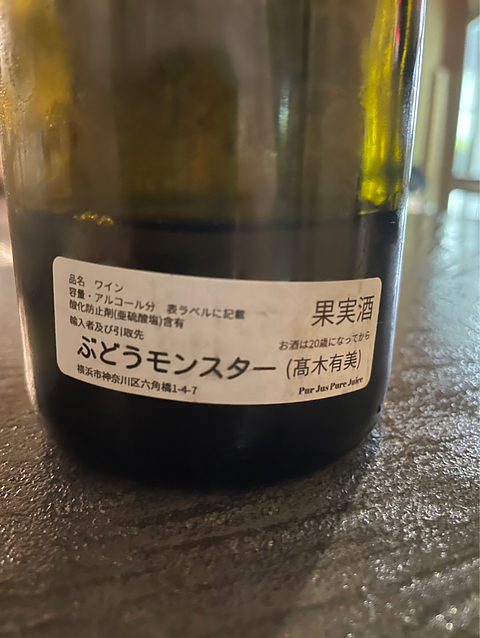 品名 ワイン
容量・アルコール分 表ラベルに記載
酸化防止剤(亜硫酸塩)含有
果実酒
輸入者及び引取先
お酒は20歳になってから
ぶどうモンスター (髙木有美)
横浜市神奈川区六角橋1-4-7
Pur Jus Pure Juice